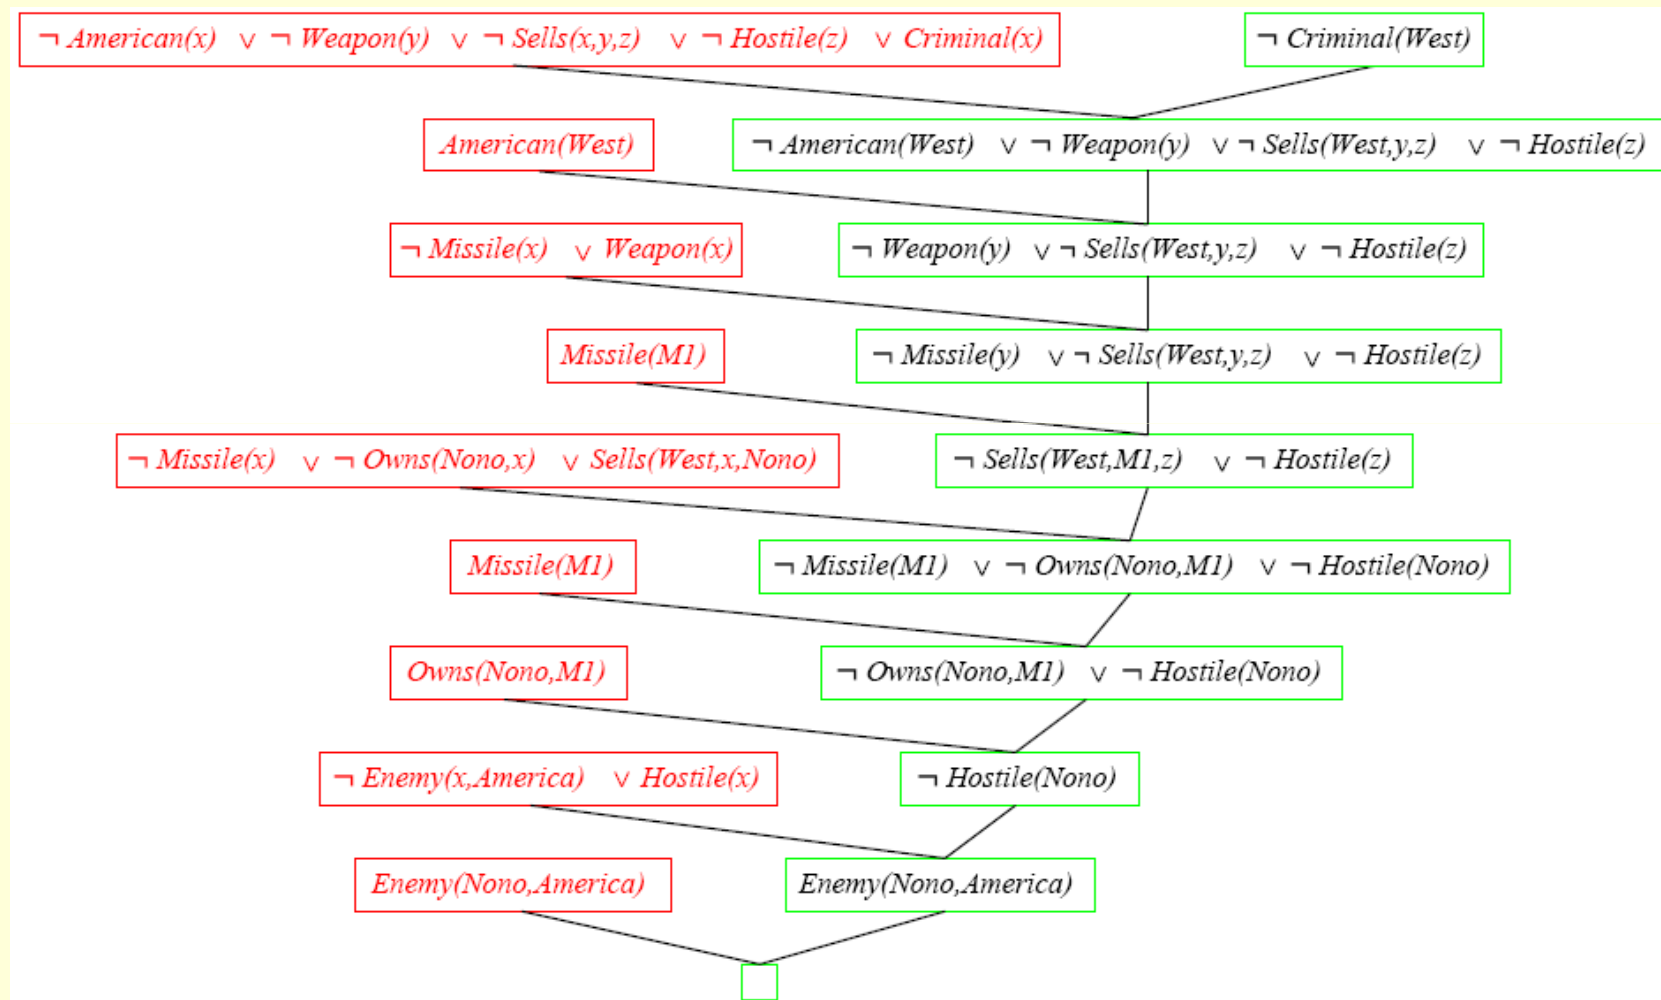 ¬ American(x) ∨ ¬ Weapon(y) ∨ ¬ Sells(x,y,z) ∨ ¬ Hostile(z) ∨ Criminal(x)
¬ Criminal(West)
American(West)
¬ American(West) ∨ ¬ Weapon(y) ∨ ¬ Sells(West,y,z) ∨ ¬ Hostile(z)
¬ Missile(x) ∨ Weapon(x)
¬ Weapon(y) ∨ ¬ Sells(West,y,z) ∨ ¬ Hostile(z)
Missile(M1)
¬ Missile(y) ∨ ¬ Sells(West,y,z) ∨ ¬ Hostile(z)
¬ Missile(x) ∨ ¬ Owns(Nono,x) ∨ Sells(West,x,Nono)
¬ Sells(West,M1,z) ∨ ¬ Hostile(z)
Missile(M1)
¬ Missile(M1) ∨ ¬ Owns(Nono,M1) ∨ ¬ Hostile(Nono)
Owns(Nono,M1)
¬ Owns(Nono,M1) ∨ ¬ Hostile(Nono)
¬ Enemy(x,America) ∨ Hostile(x)
¬ Hostile(Nono)
Enemy(Nono,America)
Enemy(Nono,America)